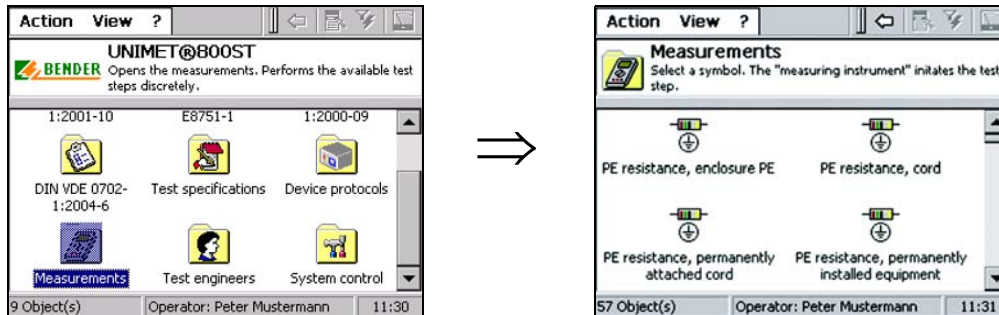 Action View ?
UNIMET®800ST
BENDER Opens the measurements. Performs the available test
steps discretely.
1:2001-10 E8751-1 1:2000-09
DIN VDE 0702- Test specifications Device protocols
1:2004-6
Measurements Test engineers System control
9 Object(s) Operator: Peter Mustermann 11:30
⇒
Action View ?
Measurements
Select a symbol. The "measuring instrument" initates the test
step.
PE resistance, enclosure PE PE resistance, cord
PE resistance, permanently PE resistance, permanently
attached cord installed equipment
57 Object(s) Operator: Peter Mustermann 11:31